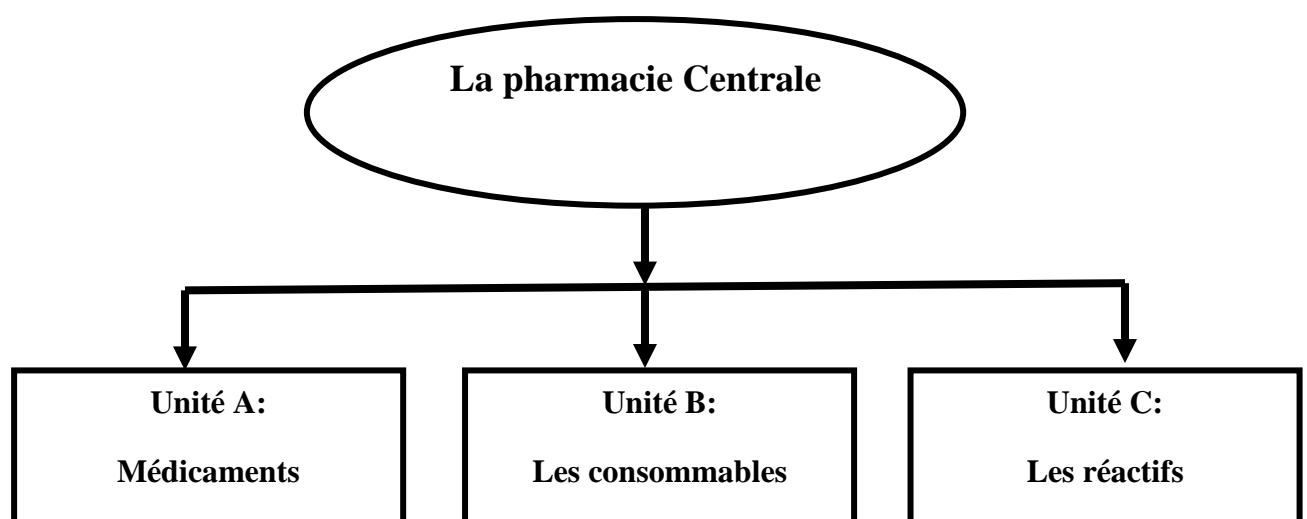 La pharmacie Centrale
Unité A:
Médicaments
Unité B:
Les consommables
Unité C:
Les réactifs